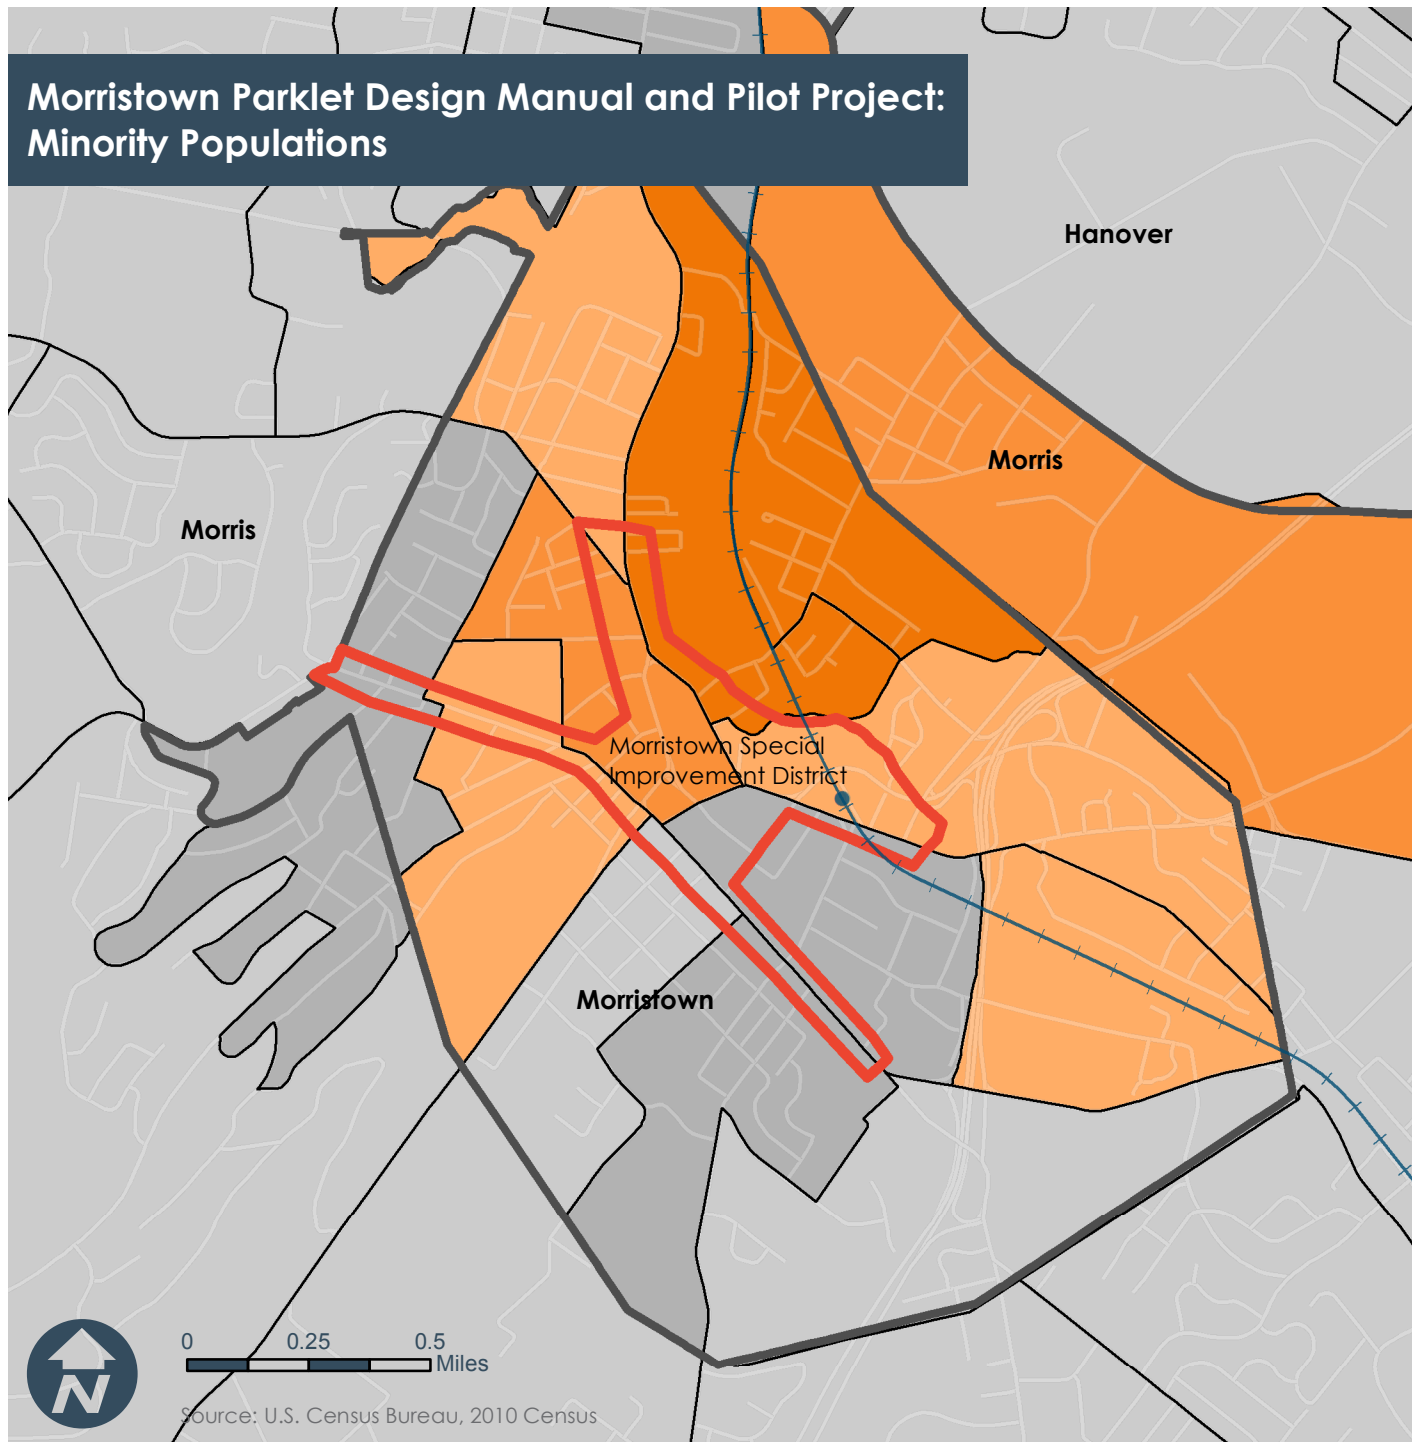 Morristown Parklet Design Manual and Pilot Project:
Minority Populations
Hanover
Morris
Morris
Morristown Special
Improvement District
Morristown
0 0.25 0.5
Miles
N
Source: U.S. Census Bureau, 2010 Census